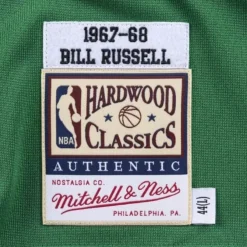 1967-68
BILL RUSSELL
HARDWOOD
NBA
CLASSICS
AUTHENTIC
NOSTALGIA CO.
Mitchell & Ness
PHILADELPHIA, PA.
44(L)